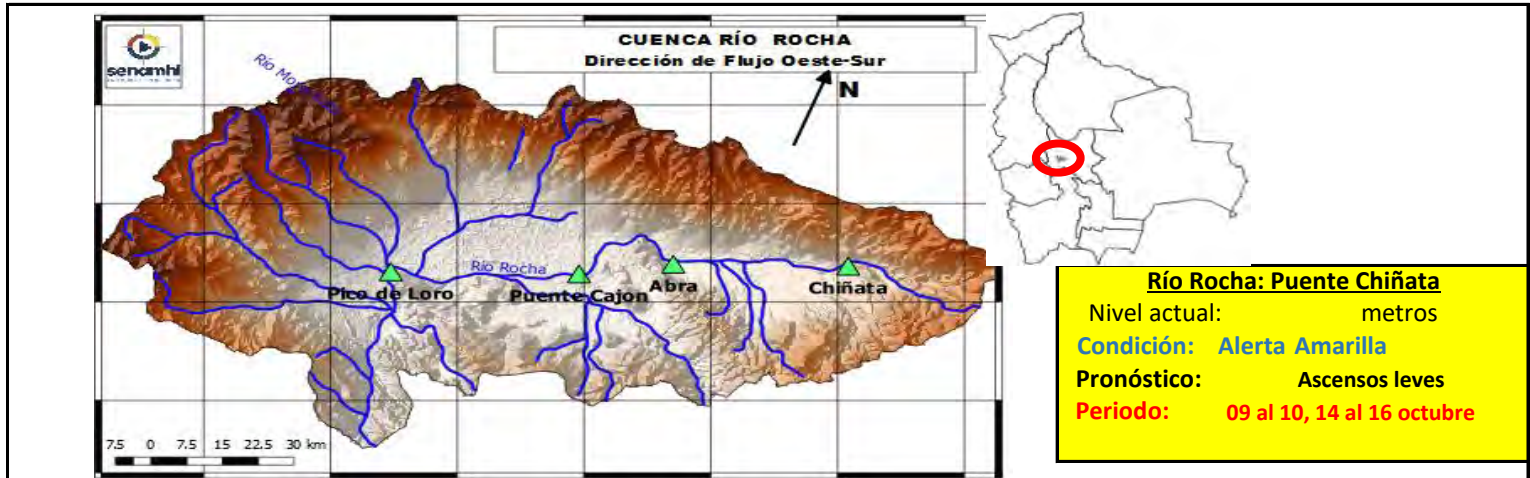 senamhi
CUENCA RÍO ROCHA
Dirección de Flujo Oeste-Sur
N
Río Rocha
Pico de Loro
Puente Cajon
Abra
Chiñata
7.5 0 7.5 15 22.5 30 km
Río Rocha: Puente Chiñata
Nivel actual: metros
Condición: Alerta Amarilla
Pronóstico: Ascensos leves
Periodo: 09 al 10, 14 al 16 octubre